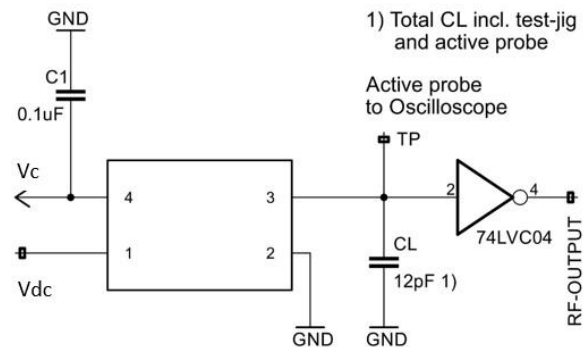 GND
1) Total CL incl. test-jig
and active probe
C1
0.1uF
Active probe
to Oscilloscope
TP
Vc
4
3
2
4
74LVC04
1
2
CL
12pF 1)
Vdc
GND
GND
RF-OUTPUT